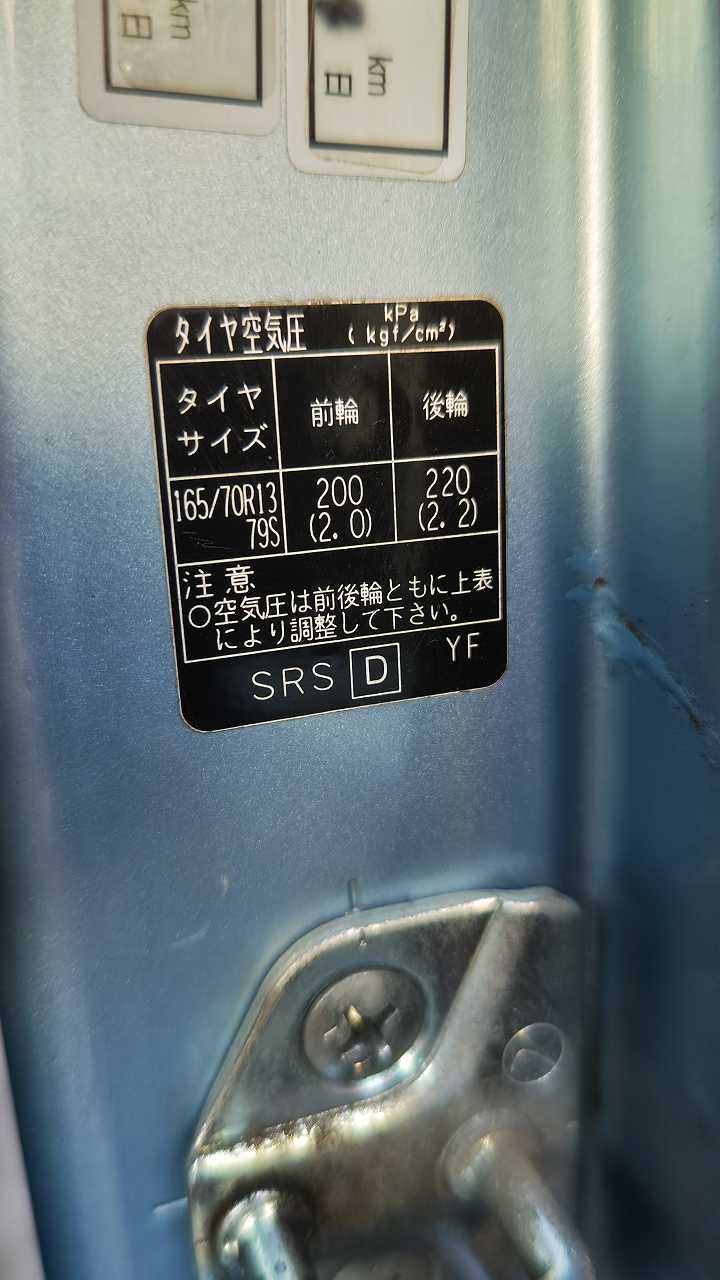 km
日
km
日
タイヤ空気圧 kPa
(kgf/cm²)
タイヤ
サイズ
前輪
後輪
165/70R13
79S
200
(2.0)
220
(2.2)
注意
○空気圧は前後輪ともに上表
により調整して下さい。
SRS D YF